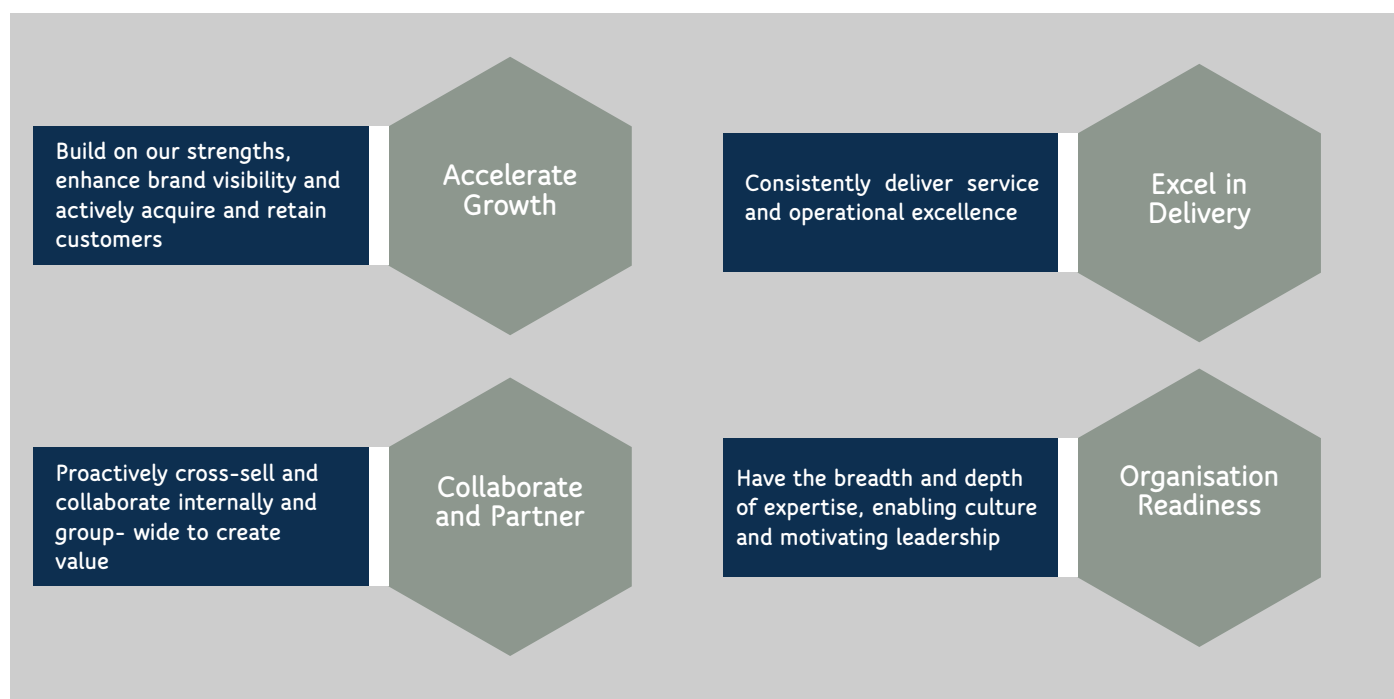 Build on our strengths,
enhance brand visibility and
actively acquire and retain
customers
Accelerate
Growth
Consistently deliver service
and operational excellence
Excel in
Delivery
Proactively cross-sell and
collaborate internally and
group- wide to create
value
Collaborate
and Partner
Have the breadth and depth
of expertise, enabling culture
and motivating leadership
Organisation
Readiness